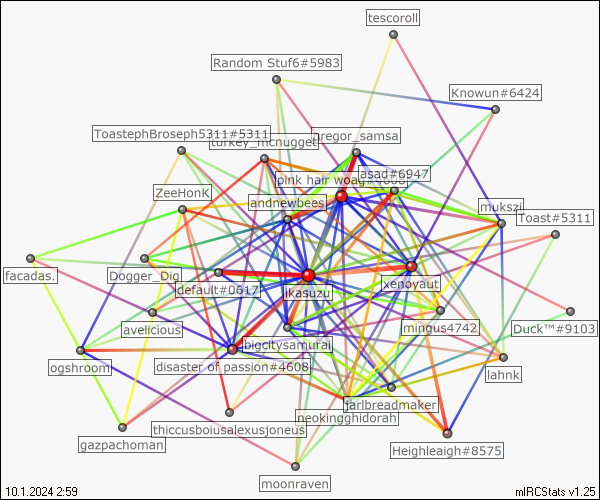 tescoroll
Random Stuf6#5983
Knowun#6424
ToastephBroseph5311#5311
turkey_mcnugget
gregor_samsa
asad#6947
pink hair woag#4608
ZeeHonK
andnewbees
mukszi
Toast#5311
facadas.
Dogger_Dig
default#0617
ikasuzu
xenoyaut
avelicious
mingus4742
Duck™#9103
bigcitysamurai
ogshroom
disaster of passion#4608
lahnk
jarlbreadmaker
neokingghidorah
thiccusboiusalexusjoneus
gazpachoman
Heighleaigh#8575
moonraven
10.1.2024 2:59
mIRCStats v1.25